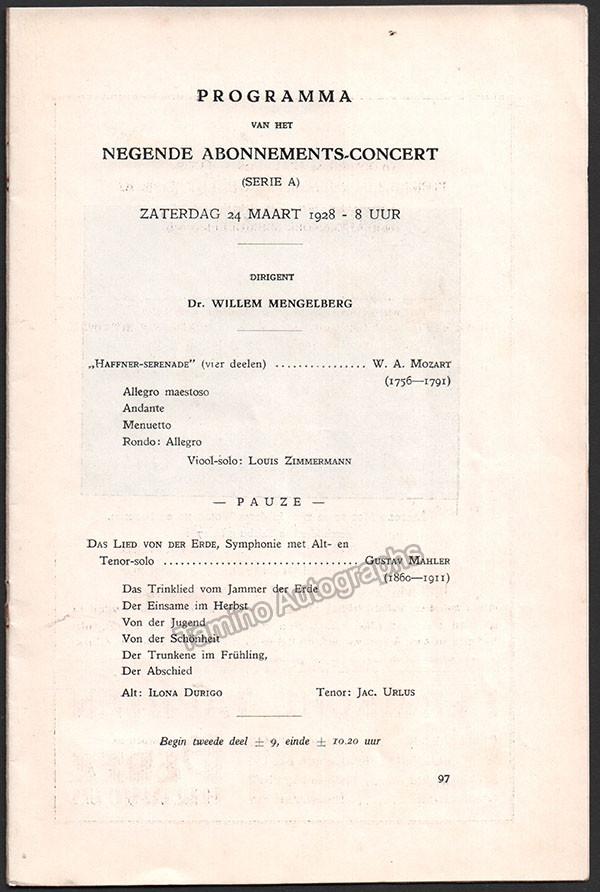 PROGRAMMA
VAN HET
NEGENDE ABONNEMENTS-CONCERT
(SERIE A)
ZATERDAG 24 MAART 1928 - 8 UUR
DIRIGENT
Dr. WILLEM MENGELBERG
„HAFFNER-SERENADE" (vier deelen) ................ W. A. MOZART
(1756—1791)
Allegro maestoso
Andante
Menuetto
Rondo: Allegro
Viool-solo: LOUIS ZIMMERMANN
— PAUZE —
DAS LIED VON DER ERDE, Symphonie met Alt- en
Tenor-solo .................................. GUSTAV MAHLER
(1860—1911)
Das Trinklied vom Jammer der Erde
Der Einsame im Herbst
Von der Jugend
Von der Schönheit
Der Trunkene im Frühling,
Der Abschied
Tamino Autographs
Alt: ILONA DURIGO Tenor: JAC. URLUS
Begin tweede deel ± 9, einde ± 10.20 uur
97